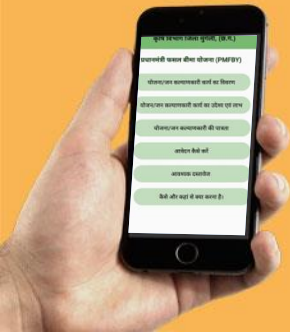 कृषि विभाग जिला मुंगेली, (छ.ग.)
प्रधानमंत्री फसल बीमा योजना (PMFBY)
योजना/जन कल्याणकारी कार्य का विवरण
योजना/जन कल्याणकारी कार्य का उद्देश्य एवं लाभ
योजना/जन कल्याणकारी की पात्रता
आवेदन कैसे करें
आवश्यक दस्तावेज
कैसे और कहां से क्या करना है।